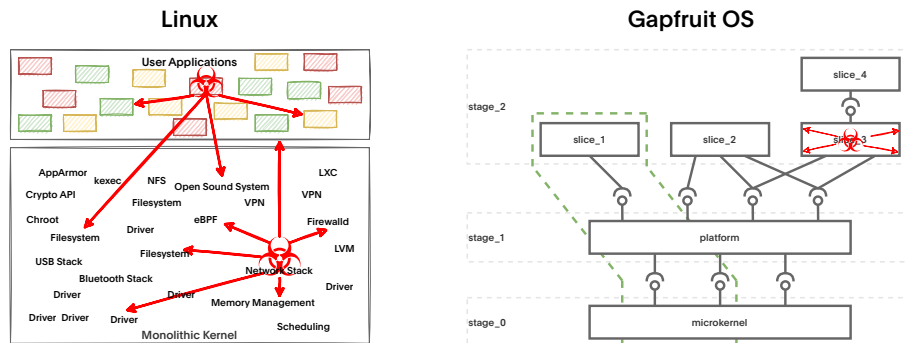 Linux
User Applications
AppArmor
kexec
NFS
LXC
Crypto API
Open Sound System
VPN
Filesystem
VPN
Chroot
Driver
eBPF
Firewalld
Filesystem
Filesystem
LVM
USB Stack
Network Stack
Bluetooth Stack
Driver
Driver
Driver
Memory Management
Driver
Driver
Driver
Scheduling
Monolithic Kernel
Gapfruit OS
slice_4
stage_2
slice_1
slice_2
slice_3
stage_1
platform
stage_0
microkernel